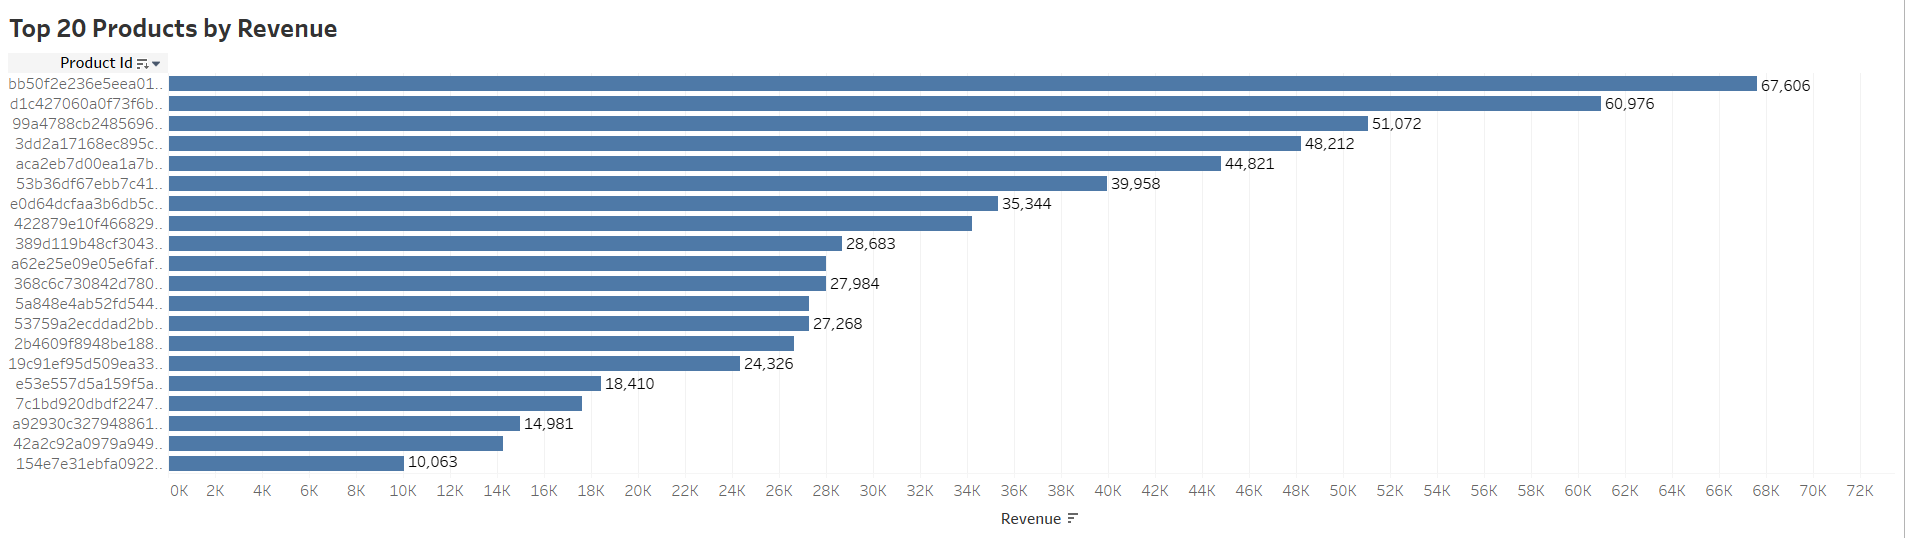 Top 20 Products by Revenue
Product Id
bb50f2e236e5eea01.. 67,606
d1c427060a0f73f6b.. 60,976
99a4788cb2485696.. 51,072
3dd2a17168ec895c.. 48,212
aca2eb7d00ea1a7b.. 44,821
53b36df67ebb7c41.. 39,958
e0d64dcfaa3b6db5c.. 35,344
422879e10f466829..
389d119b48cf3043.. 28,683
a62e25e09e05e6faf..
368c6c730842d780.. 27,984
5a848e4ab52fd544..
53759a2ecddad2bb.. 27,268
2b4609f8948be188..
19c91ef95d509ea33.. 24,326
e53e557d5a159f5a.. 18,410
7c1bd920dbdf2247..
a92930c327948861.. 14,981
42a2c92a0979a949..
154e7e31ebfa0922.. 10,063
0K 2K 4K 6K 8K 10K 12K 14K 16K 18K 20K 22K 24K 26K 28K 30K 32K 34K 36K 38K 40K 42K 44K 46K 48K 50K 52K 54K 56K 58K 60K 62K 64K 66K 68K 70K 72K
Revenue